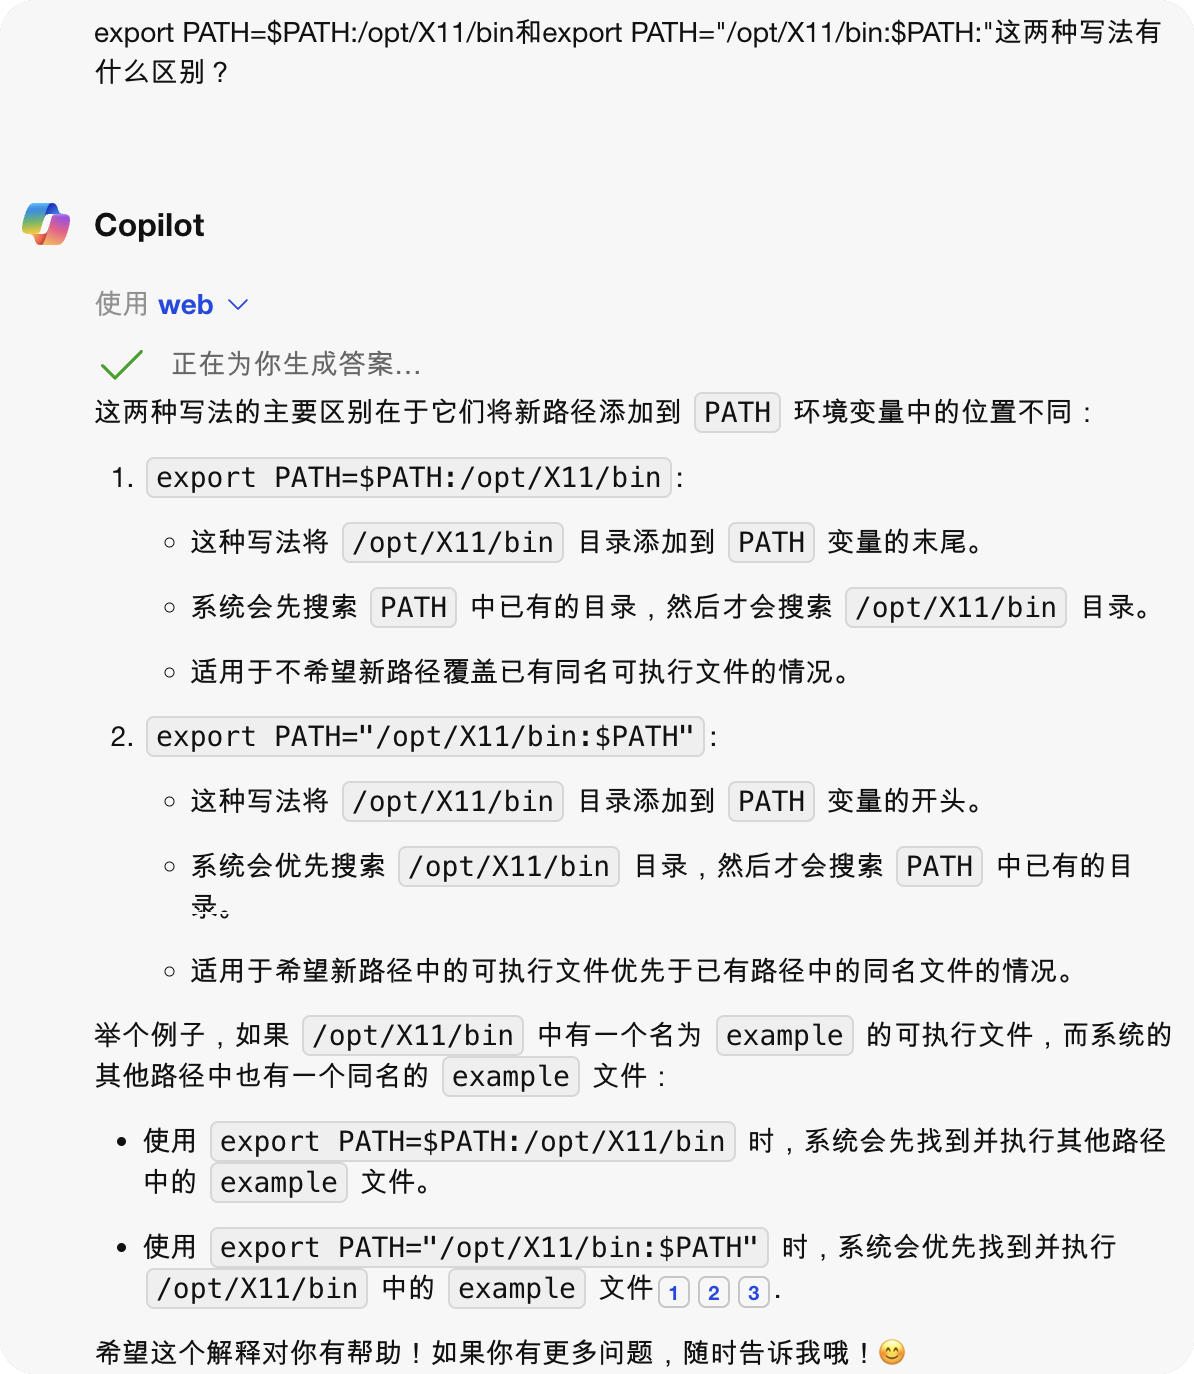 export PATH=$PATH:/opt/X11/bin和export PATH="/opt/X11/bin:$PATH:"这两种写法有
什么区别？
Copilot
使用 web
正在为你生成答案...
这两种写法的主要区别在于它们将新路径添加到 PATH 环境变量中的位置不同：
1. export PATH=$PATH:/opt/X11/bin:
这种写法将 /opt/X11/bin 目录添加到 PATH 变量的末尾。
系统会先搜索 PATH 中已有的目录，然后才会搜索 /opt/X11/bin 目录。
适用于不希望新路径覆盖已有同名可执行文件的情况。
2. export PATH="/opt/X11/bin:$PATH":
这种写法将 /opt/X11/bin 目录添加到 PATH 变量的开头。
系统会优先搜索 /opt/X11/bin 目录，然后才会搜索 PATH 中已有的目
录。
适用于希望新路径中的可执行文件优先于已有路径中的同名文件的情况。
举个例子，如果 /opt/X11/bin 中有一个名为 example 的可执行文件，而系统的
其他路径中也有一个同名的 example 文件：
使用 export PATH=$PATH:/opt/X11/bin 时，系统会先找到并执行其他路径
中的 example 文件。
使用 export PATH="/opt/X11/bin:$PATH" 时，系统会优先找到并执行
/opt/X11/bin 中的 example 文件 1 2 3 .
希望这个解释对你有帮助！如果你有更多问题，随时告诉我哦！😊